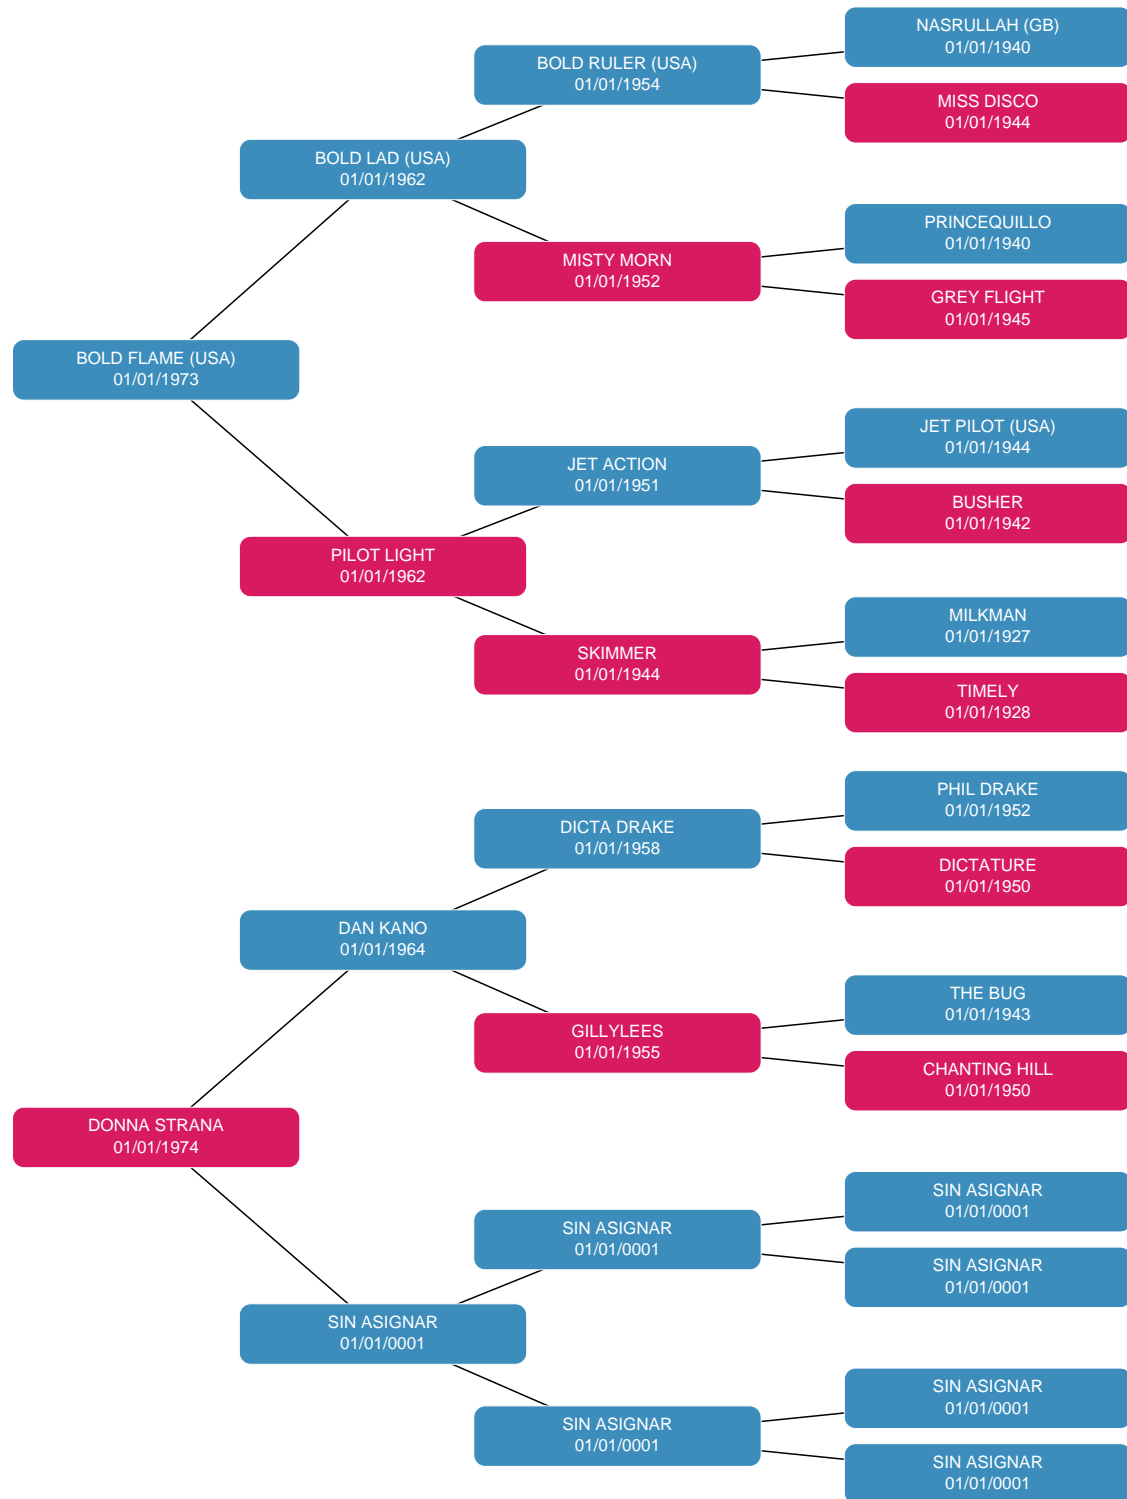 NASRULLAH (GB)
01/01/1940
BOLD RULER (USA)
01/01/1954
MISS DISCO
01/01/1944
BOLD LAD (USA)
01/01/1962
PRINCEQUILLO
01/01/1940
MISTY MORN
01/01/1952
GREY FLIGHT
01/01/1945
BOLD FLAME (USA)
01/01/1973
JET PILOT (USA)
01/01/1944
JET ACTION
01/01/1951
BUSHER
01/01/1942
PILOT LIGHT
01/01/1962
MILKMAN
01/01/1927
SKIMMER
01/01/1944
TIMELY
01/01/1928
PHIL DRAKE
01/01/1952
DICTA DRAKE
01/01/1958
DICTATURE
01/01/1950
DAN KANO
01/01/1964
THE BUG
01/01/1943
GILLYLEES
01/01/1955
CHANTING HILL
01/01/1950
DONNA STRANA
01/01/1974
SIN ASIGNAR
01/01/0001
SIN ASIGNAR
01/01/0001
SIN ASIGNAR
01/01/0001
SIN ASIGNAR
01/01/0001
SIN ASIGNAR
01/01/0001
SIN ASIGNAR
01/01/0001
SIN ASIGNAR
01/01/0001